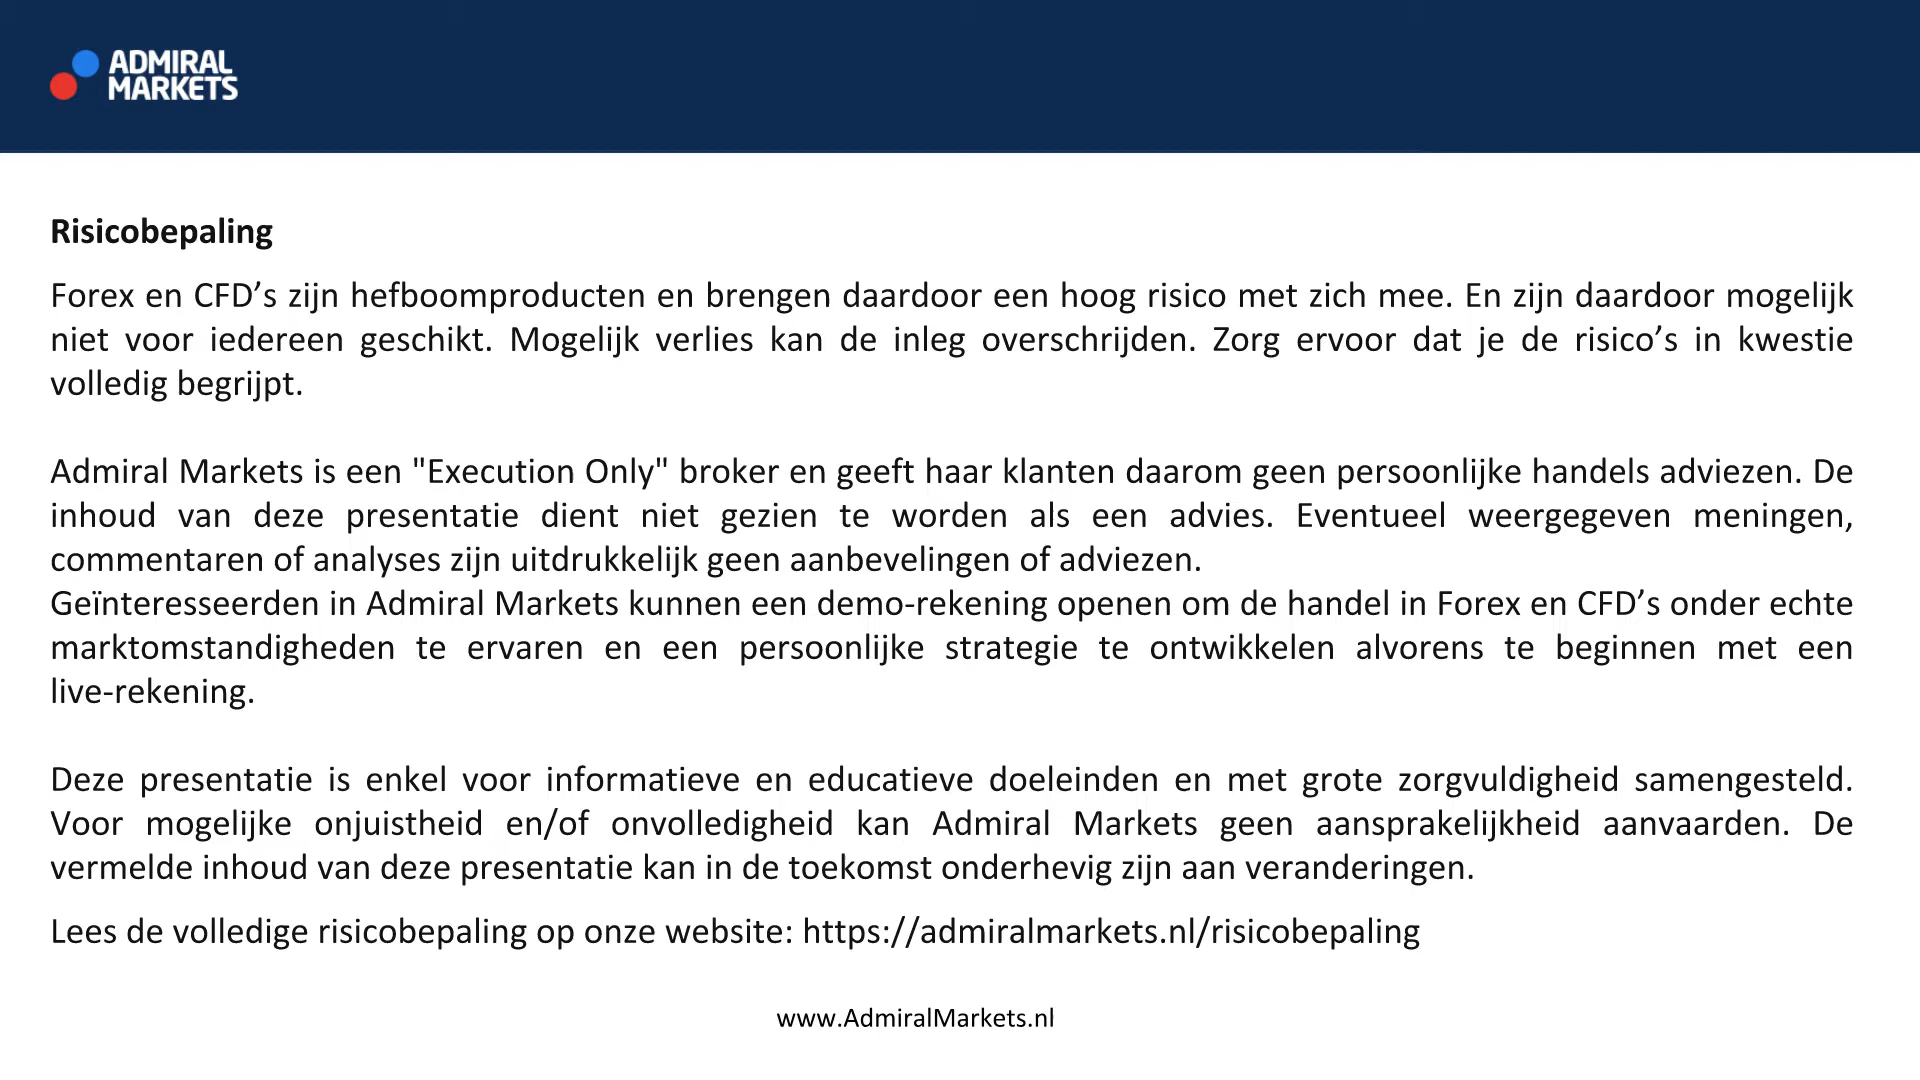 ADMIRAL
MARKETS
Risicobepaling
Forex en CFD’s zijn hefboomproducten en brengen daardoor een hoog risico met zich mee. En zijn daardoor mogelijk
niet voor iedereen geschikt. Mogelijk verlies kan de inleg overschrijden. Zorg ervoor dat je de risico’s in kwestie
volledig begrijpt.
Admiral Markets is een "Execution Only" broker en geeft haar klanten daarom geen persoonlijke handels adviezen. De
inhoud van deze presentatie dient niet gezien te worden als een advies. Eventueel weergegeven meningen,
commentaren of analyses zijn uitdrukkelijk geen aanbevelingen of adviezen.
Geïnteresseerden in Admiral Markets kunnen een demo-rekening openen om de handel in Forex en CFD’s onder echte
marktomstandigheden te ervaren en een persoonlijke strategie te ontwikkelen alvorens te beginnen met een
live-rekening.
Deze presentatie is enkel voor informatieve en educatieve doeleinden en met grote zorgvuldigheid samengesteld.
Voor mogelijke onjuistheid en/of onvolledigheid kan Admiral Markets geen aansprakelijkheid aanvaarden. De
vermelde inhoud van deze presentatie kan in de toekomst onderhevig zijn aan veranderingen.
Lees de volledige risicobepaling op onze website: https://admiralmarkets.nl/risicobepaling
www.AdmiralMarkets.nl